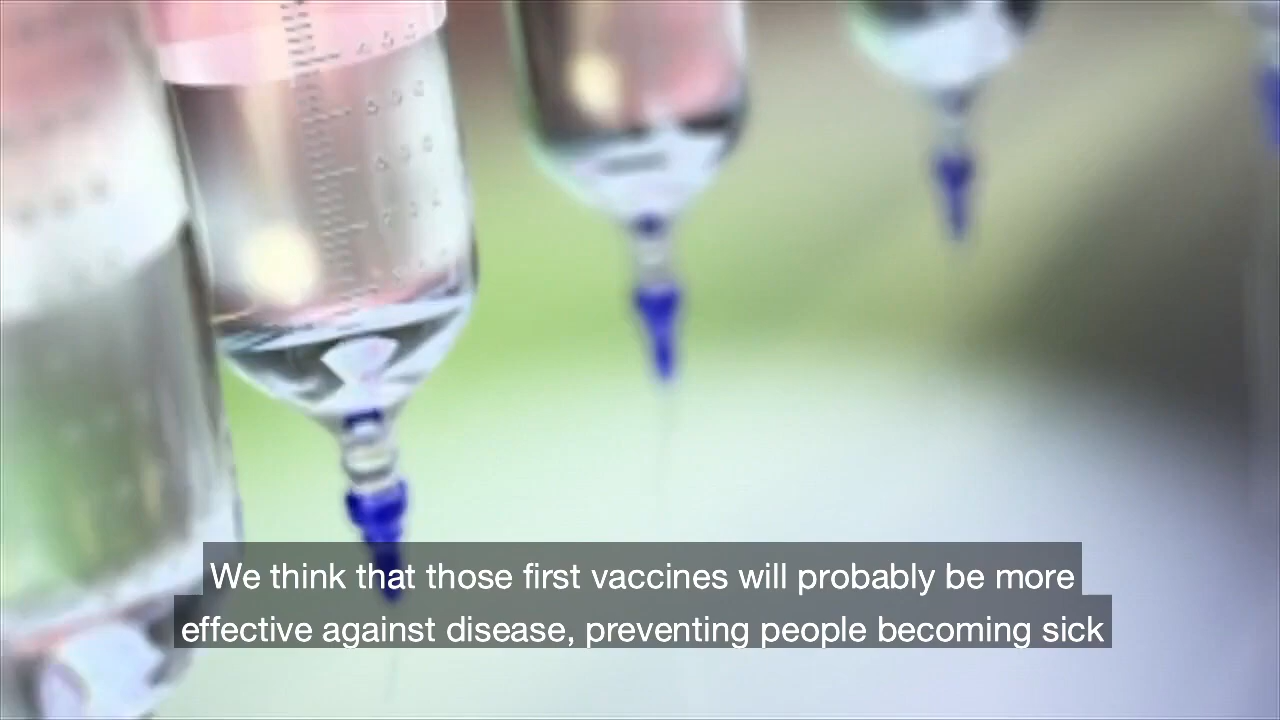 We think that those first vaccines will probably be more
effective against disease, preventing people becoming sick